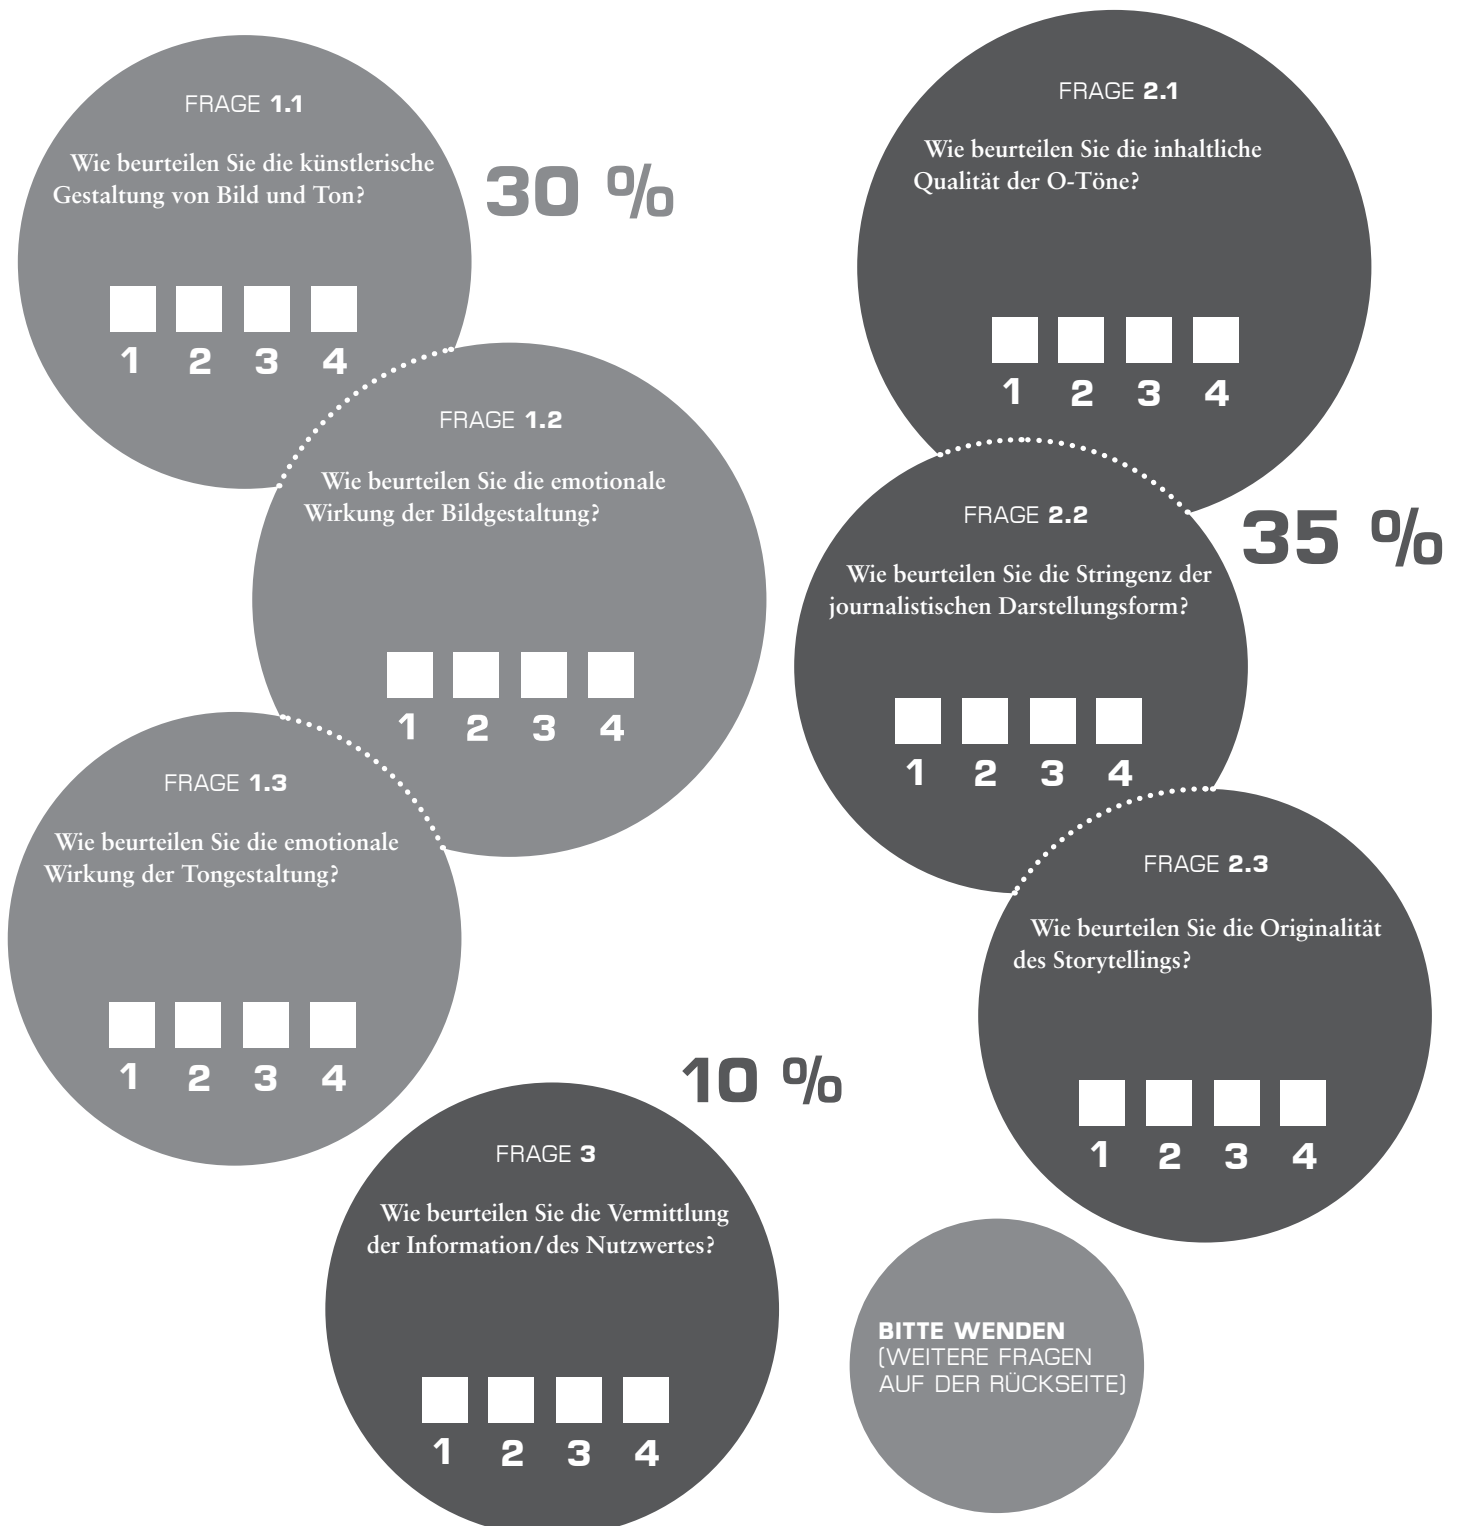 FRAGE 1.1
Wie beurteilen Sie die künstlerische
Gestaltung von Bild und Ton?
1 2 3 4
30 %
FRAGE 1.2
Wie beurteilen Sie die emotionale
Wirkung der Bildgestaltung?
1 2 3 4
FRAGE 1.3
Wie beurteilen Sie die emotionale
Wirkung der Tongestaltung?
1 2 3 4
FRAGE 2.1
Wie beurteilen Sie die inhaltliche
Qualität der O-Töne?
1 2 3 4
FRAGE 2.2
Wie beurteilen Sie die Stringenz der
journalistischen Darstellungsform?
1 2 3 4
35 %
FRAGE 2.3
Wie beurteilen Sie die Originalität
des Storytellings?
1 2 3 4
10 %
FRAGE 3
Wie beurteilen Sie die Vermittlung
der Information/des Nutzwertes?
1 2 3 4
BITTE WENDEN
(WEITERE FRAGEN
AUF DER RÜCKSEITE)